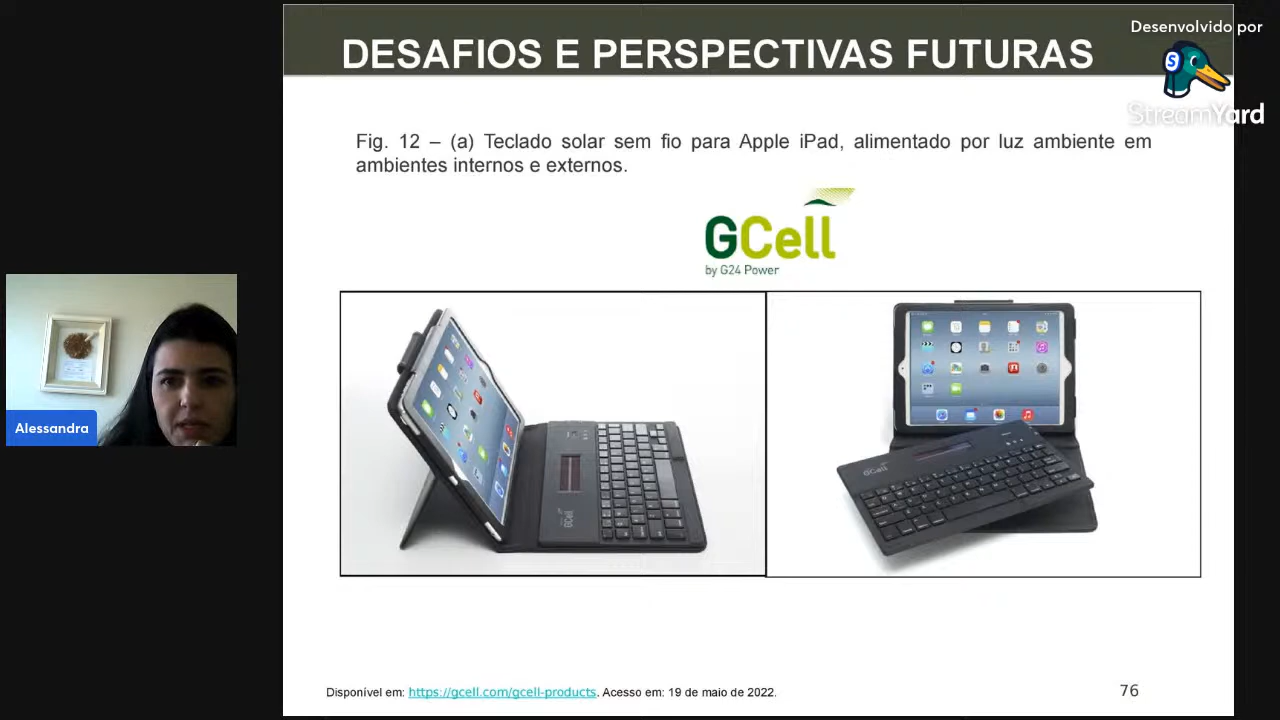 DESAFIOS E PERSPECTIVAS FUTURAS
Desenvolvido por
StreamYard
Fig. 12 – (a) Teclado solar sem fio para Apple iPad, alimentado por luz ambiente em
ambientes internos e externos.
GCell
by G24 Power
Alessandra
GCell
GCell
Disponível em: https://gcell.com/gcell-products. Acesso em: 19 de maio de 2022.
76